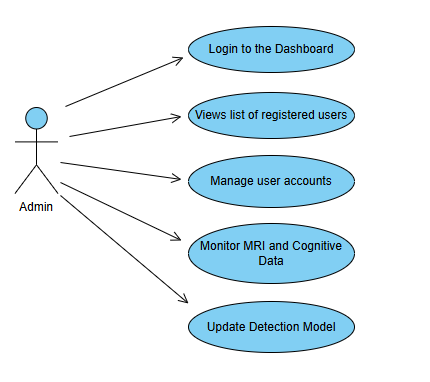 Login to the Dashboard
Views list of registered users
Manage user accounts
Admin
Monitor MRI and Cognitive
Data
Update Detection Model